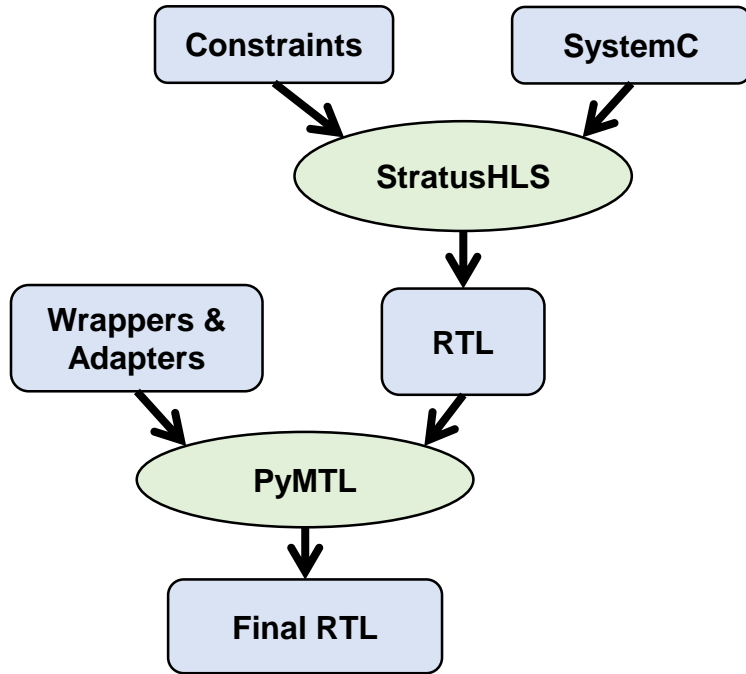 Constraints
SystemC
StratusHLS
Wrappers &
Adapters
RTL
PyMTL
Final RTL